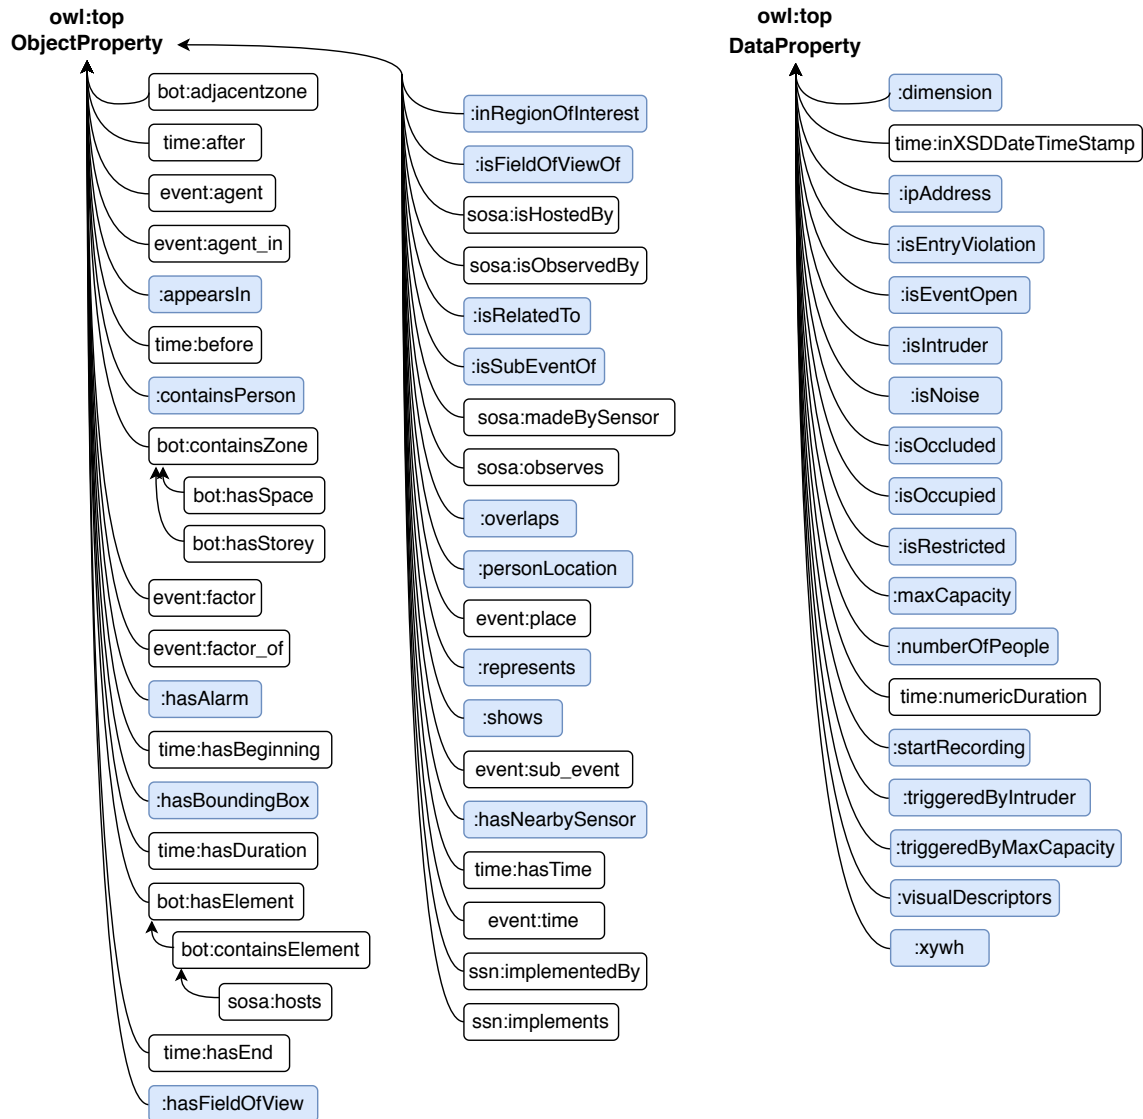 owl:top
ObjectProperty
bot:adjacentzone
time:after
event:agent
event:agent_in
:appearsIn
time:before
:containsPerson
bot:containsZone
bot:hasSpace
bot:hasStorey
event:factor
event:factor_of
:hasAlarm
time:hasBeginning
:hasBoundingBox
time:hasDuration
bot:hasElement
bot:containsElement
sosa:hosts
time:hasEnd
:hasFieldOfView
:inRegionOfInterest
:isFieldOfViewOf
sosa:isHostedBy
sosa:isObservedBy
:isRelatedTo
:isSubEventOf
sosa:madeBySensor
sosa:observes
:overlaps
:personLocation
event:place
:represents
:shows
event:sub_event
:hasNearbySensor
time:hasTime
event:time
ssn:implementedBy
ssn:implements
owl:top
DataProperty
:dimension
time:inXSDDateTimeStamp
:ipAddress
:isEntryViolation
:isEventOpen
:isIntruder
:isNoise
:isOccluded
:isOccupied
:isRestricted
:maxCapacity
:numberOfPeople
time:numericDuration
:startRecording
:triggeredByIntruder
:triggeredByMaxCapacity
:visualDescriptors
:xywh